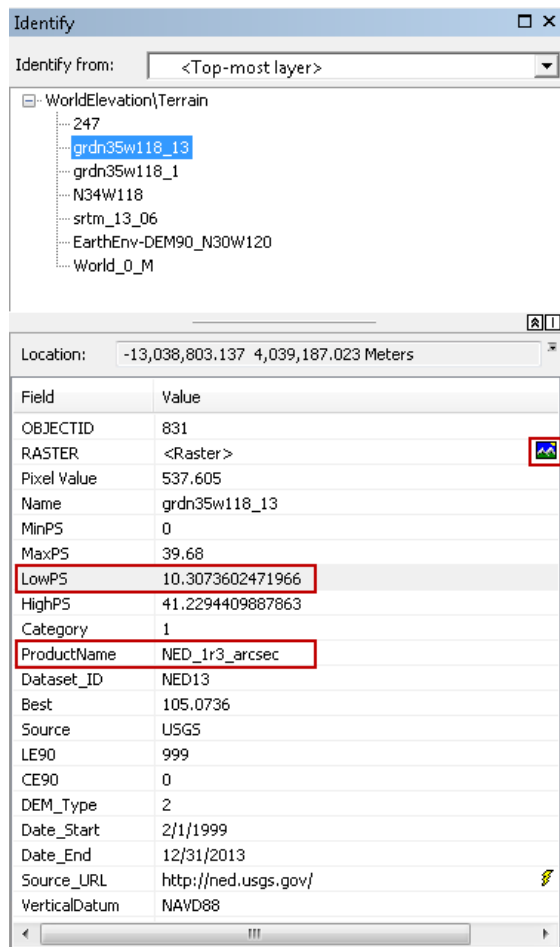 Identify
Identify from: <Top-most layer>
WorldElevation\Terrain
247
grdn35w118_13
grdn35w118_1
N34W118
srtm_13_06
EarthEnv-DEM90_N30W120
World_0_M
Location: -13,038,803.137 4,039,187.023 Meters
Field Value
OBJECTID 831
RASTER <Raster>
Pixel Value 537.605
Name grdn35w118_13
MinPS 0
MaxPS 39.68
LowPS 10.3073602471966
HighPS 41.2294409887863
Category 1
ProductName NED_1r3_arcsec
Dataset_ID NED13
Best 105.0736
Source USGS
LE90 999
CE90 0
DEM_Type 2
Date_Start 2/1/1999
Date_End 12/31/2013
Source_URL http://ned.usgs.gov/
VerticalDatum NAVD88